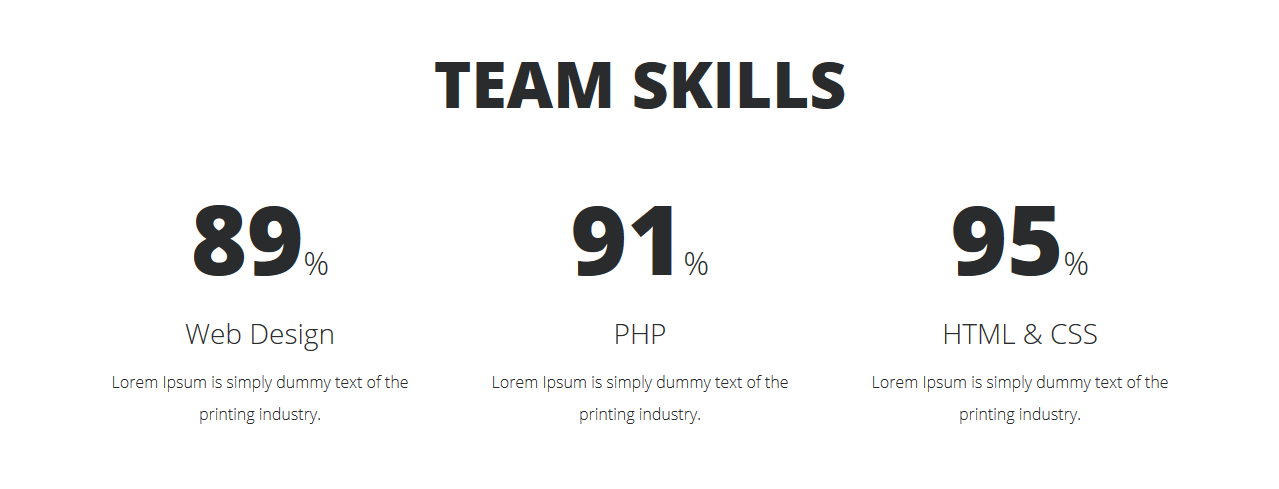 TEAM SKILLS
89%
91%
95%
Web Design
PHP
HTML & CSS
Lorem Ipsum is simply dummy text of the
printing industry.
Lorem Ipsum is simply dummy text of the
printing industry.
Lorem Ipsum is simply dummy text of the
printing industry.